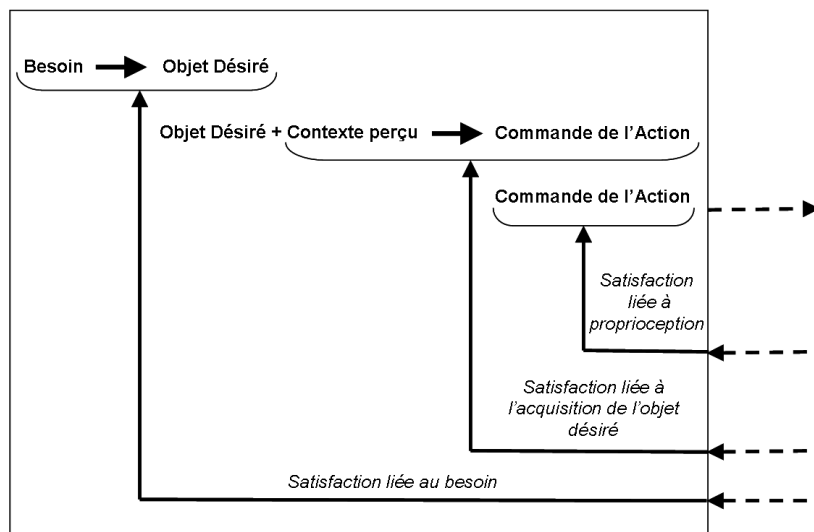 Besoin Objet Désiré
Objet Désiré + Contexte perçu Commande de l'Action
Commande de l'Action
Satisfaction
liée à
proprioception
Satisfaction liée à
l'acquisition de l'objet
désiré
Satisfaction liée au besoin